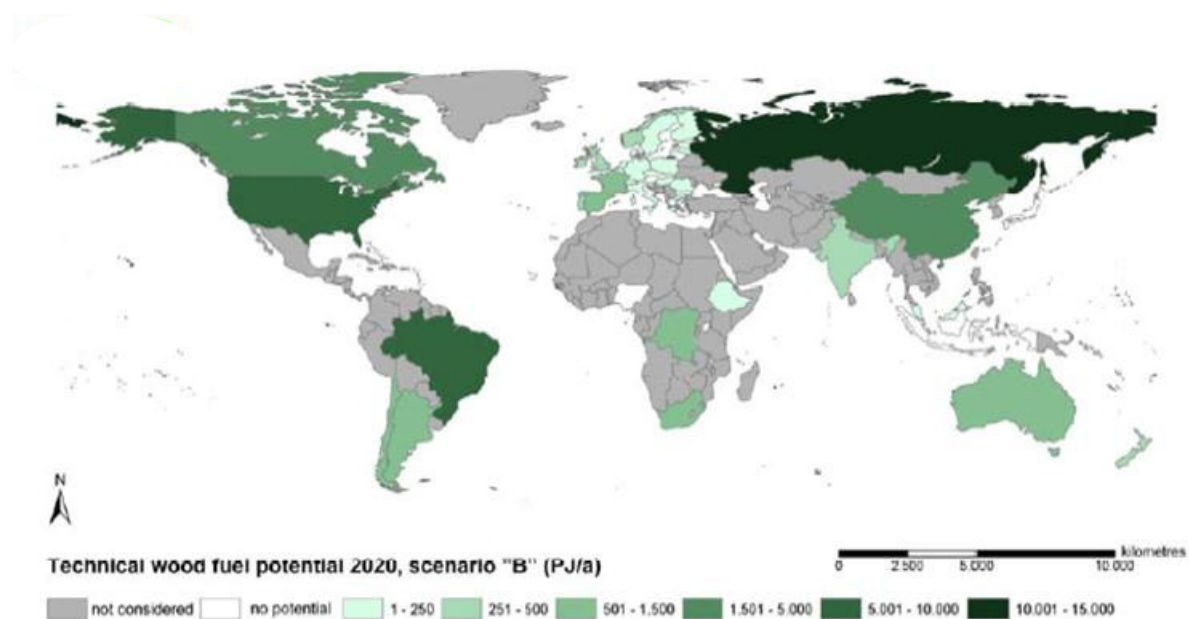 N
Technical wood fuel potential 2020, scenario "B" (PJ/a)
kilometres
0 2.500 5.000 10.000
not considered no potential 1 - 250 251 - 500 501 - 1.500 1.501 - 5.000 5.001 - 10.000 10.001 - 15.000